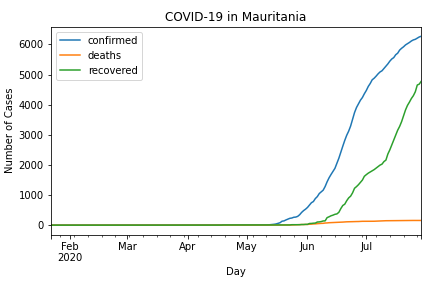 COVID-19 in Mauritania
confirmed
deaths
recovered
Number of Cases
6000
5000
4000
3000
2000
1000
0
Feb
2020
Mar
Apr
May
Jun
Jul
Day